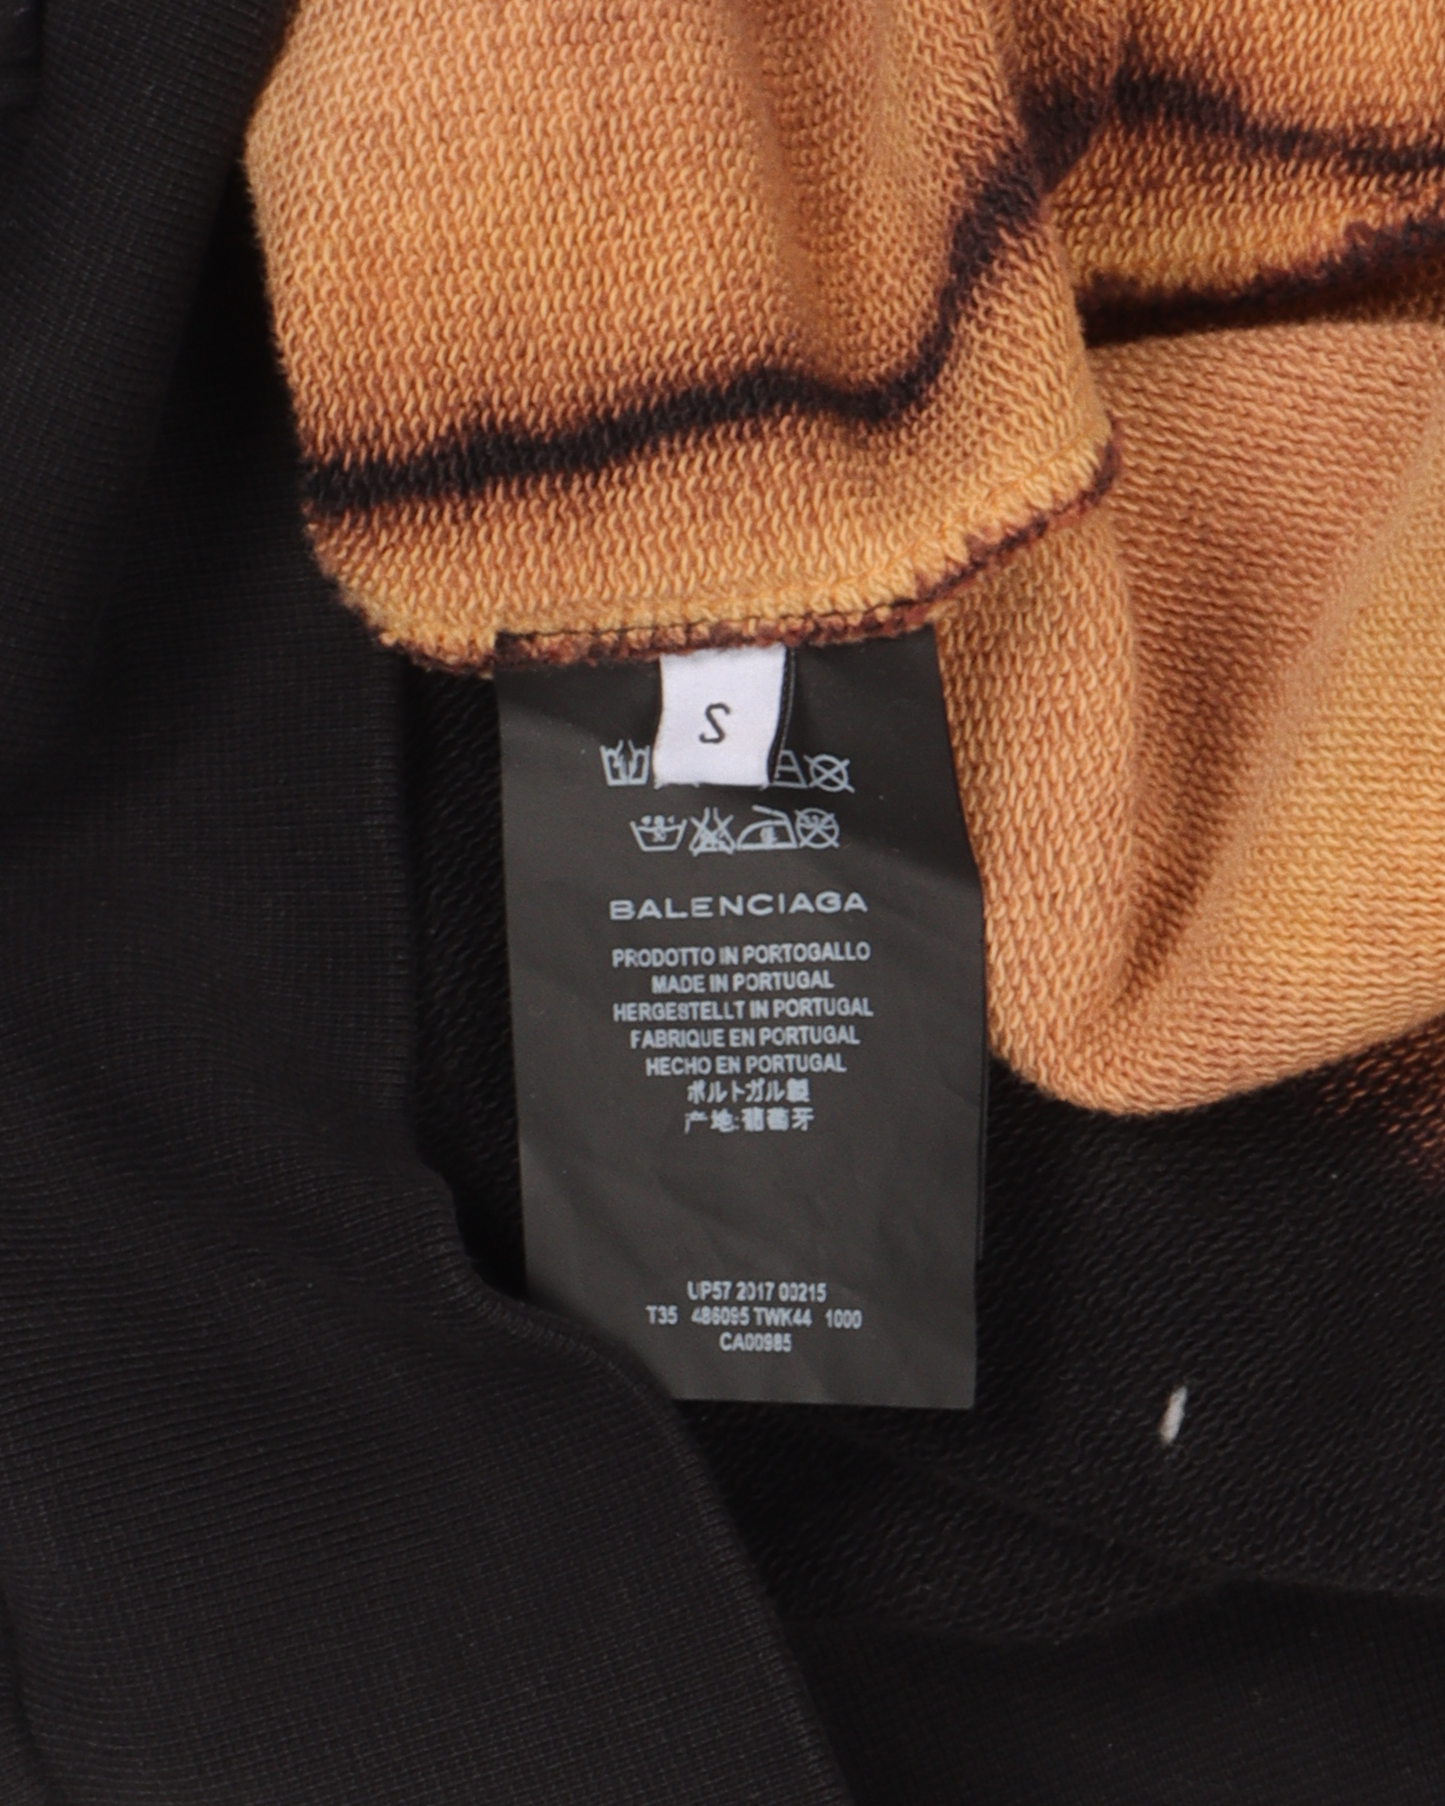 S
BALENCIAGA
PRODOTTO IN PORTOGALLO
MADE IN PORTUGAL
HERGESTELLT IN PORTUGAL
FABRIQUE EN PORTUGAL
HECHO EN PORTUGAL
ポルトガル製
产地:葡萄牙
UP57 2017 00215
T35 486095 TWK44 1000
CA00985